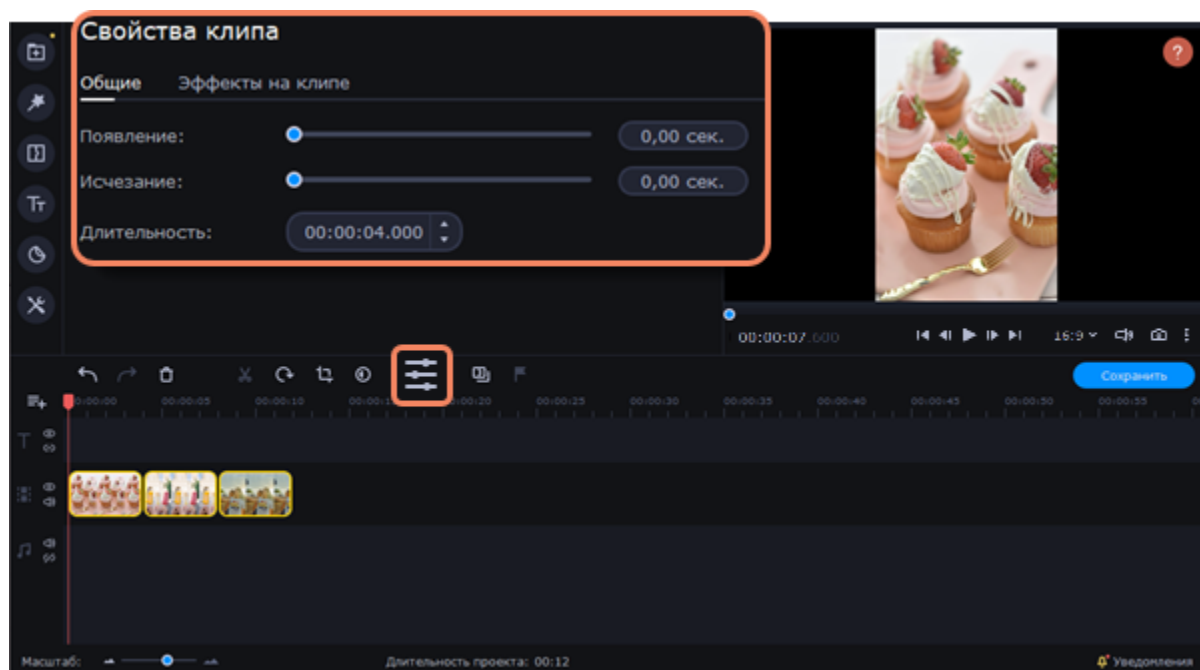 Свойства клипа
Общие Эффекты на клипе
Появление: 0,00 сек.
Исчезание: 0,00 сек.
Длительность: 00:00:04.000
?
00:00:07.600 16:9
Сохранить
00:00:05 00:00:10 00:00:20 00:00:25 00:00:30 00:00:35 00:00:40 00:00:45 00:00:50 00:00:55
Масштаб: Длительность проекта: 00:12 Уведомления